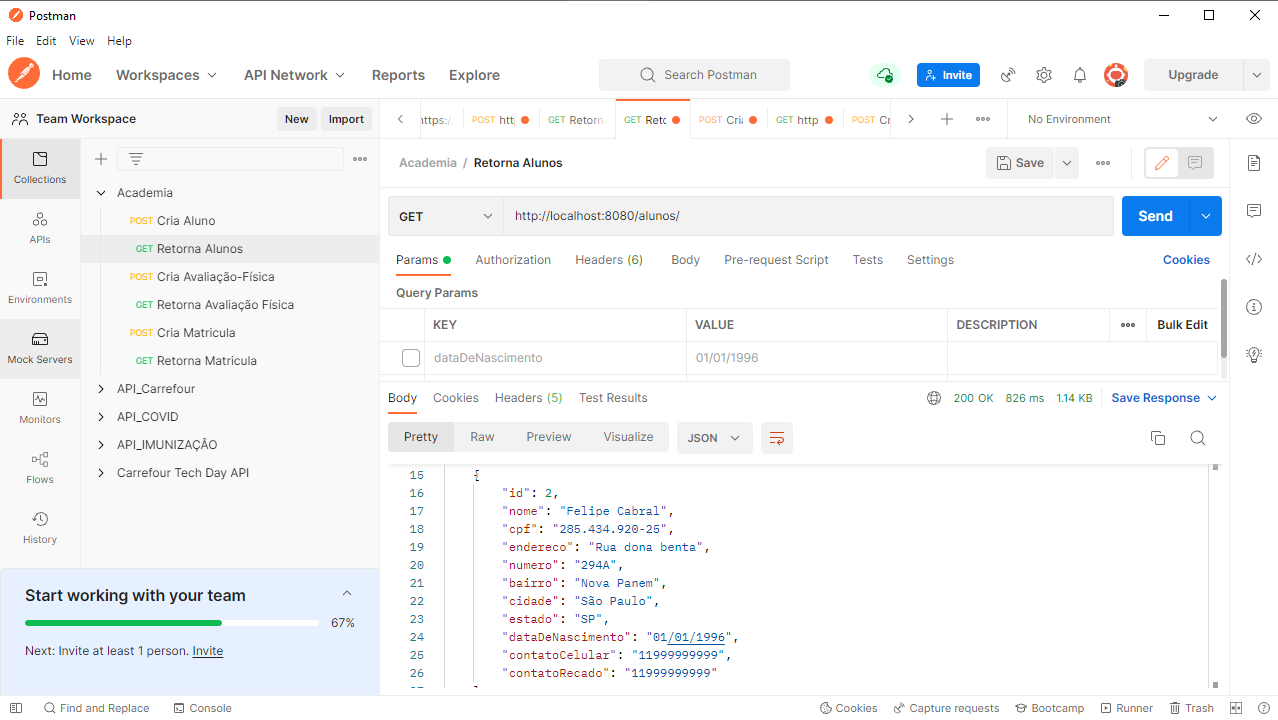 Postman
File Edit View Help
Home Workspaces API Network Reports Explore Search Postman Invite Upgrade
Team Workspace New Import
https:/. POST htt GET Retorn GET Retc POST Cri GET http POST Cr No Environment
Collections
APIs
Environments
Mock Servers
Monitors
Flows
History
Academia
POST Cria Aluno
GET Retorna Alunos
POST Cria Avaliação-Física
GET Retorna Avaliação Física
POST Cria Matricula
GET Retorna Matricula
API_Carrefour
API_COVID
API_IMUNIZAÇÂO
Carrefour Tech Day API
Start working with your team
67%
Next: Invite at least 1 person. Invite
Academia / Retorna Alunos Save
GET http://localhost:8080/alunos/ Send
Params Authorization Headers (6) Body Pre-request Script Tests Settings Cookies
Query Params
KEY VALUE DESCRIPTION Bulk Edit
dataDeNascimento 01/01/1996
Body Cookies Headers (5) Test Results 200 OK 826 ms 1.14 KB Save Response
Pretty Raw Preview Visualize JSON
15 {
16 "id": 2,
17 "nome": "Felipe Cabral",
18 "cpf": "285.434.920-25",
19 "endereco": "Rua dona benta",
20 "numero": "294A",
21 "bairro": "Nova Panem",
22 "cidade": "São Paulo",
23 "estado": "SP",
24 "dataDeNascimento": "01/01/1996",
25 "contatoCelular": "11999999999",
26 "contatoRecado": "11999999999"
Find and Replace Console Cookies Capture requests Bootcamp Runner Trash